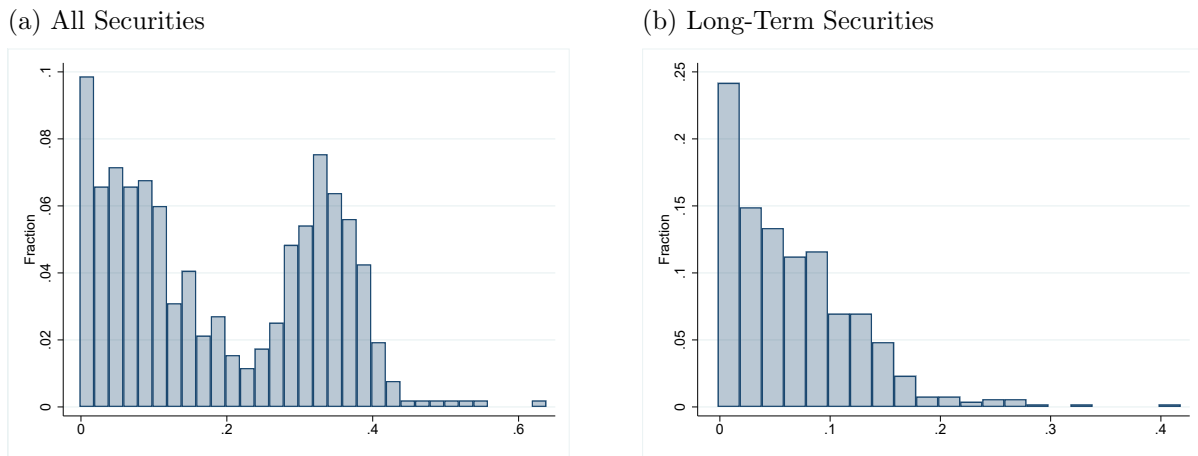 (a) All Securities
.1
.08
.06
.04
.02
0
Fraction
0 .2 .4 .6
(b) Long-Term Securities
.25
.2
.15
.1
.05
0
Fraction
0 .1 .2 .3 .4